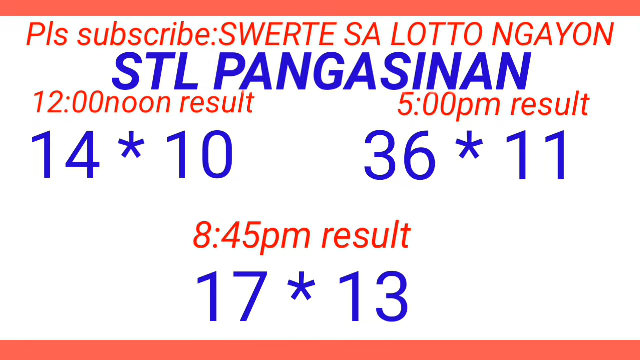 Pls subscribe:SWERTE SA LOTTO NGAYON
STL PANGASINAN
12:00noon result
14 * 10
5:00pm result
36 * 11
8:45pm result
17 * 13